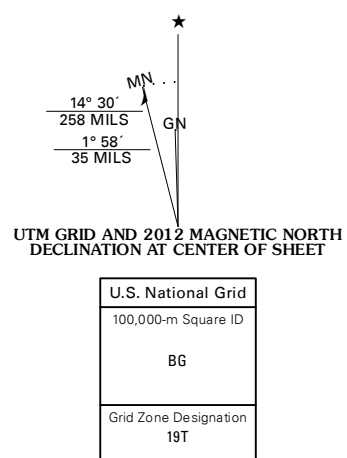 ★
MN
14° 30´
258 MILS
GN
1° 58´
35 MILS
UTM GRID AND 2012 MAGNETIC NORTH
DECLINATION AT CENTER OF SHEET
U.S. National Grid
100,000-m Square ID
BG
Grid Zone Designation
19T